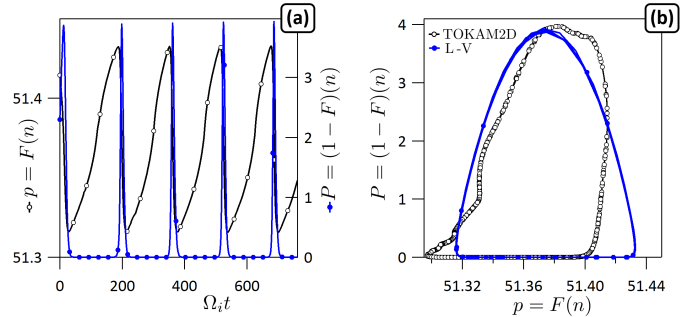 (a)
51.4
51.3
p = F(n)
0
200
400
600
Ω_i t
3
2
1
0
P = (1 − F)(n)
(b)
TOKAM2D
L-V
4
3
2
1
0
P = (1 − F)(n)
51.32
51.36
51.40
51.44
p = F(n)